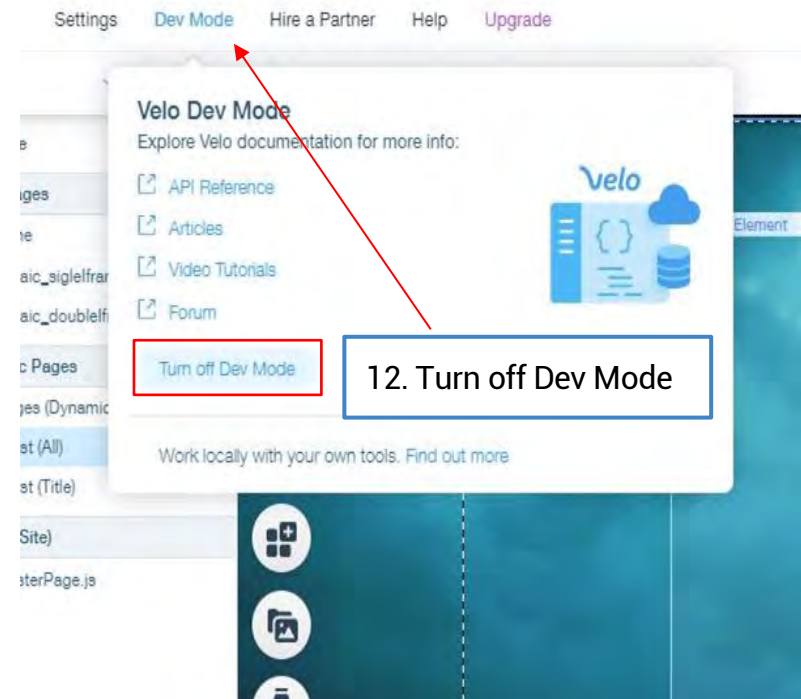 Settings Dev Mode Hire a Partner Help Upgrade
Velo Dev Mode
Explore Velo documentation for more info:
API Reference
Articles
Video Tutorials
Forum
velo
Turn off Dev Mode
12. Turn off Dev Mode
Work locally with your own tools. Find out more
Element
e
ages
ne
aic_siglelfrar
aic_doublelf
c Pages
ges (Dynamic
st (All)
st (Title)
Site)
sterPage.js